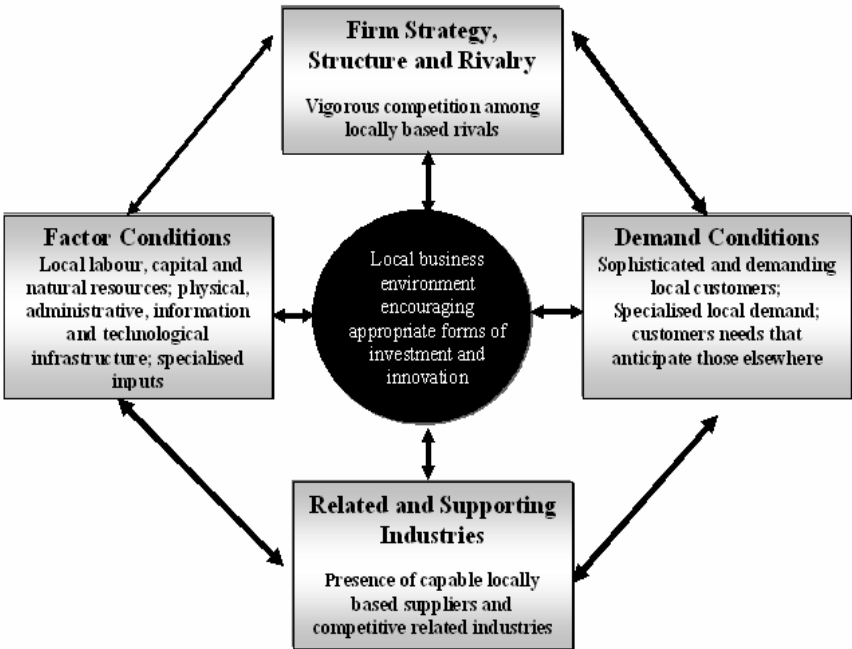 Firm Strategy,
Structure and Rivalry
Vigorous competition among
locally based rivals
Factor Conditions
Local labour, capital and
natural resources; physical,
administrative, information
and technological
infrastructure; specialised
inputs
Local business
environment
encouraging
appropriate forms of
investment and
innovation
Demand Conditions
Sophisticated and demanding
local customers;
Specialised local demand;
customers needs that
anticipate those elsewhere
Related and Supporting
Industries
Presence of capable locally
based suppliers and
competitive related industries